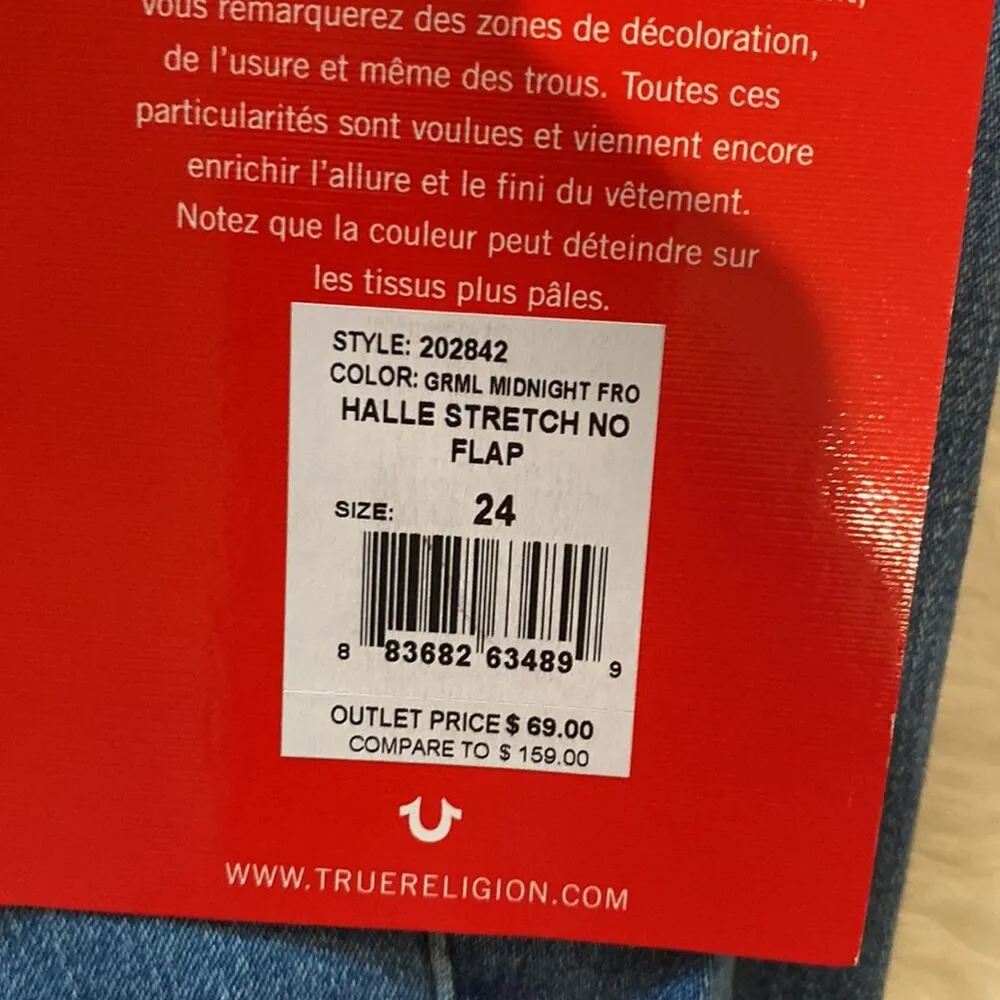 vous remarquerez des zones de décoloration,
de l'usure et même des trous. Toutes ces
particularités sont voulues et viennent encore
enrichir l'allure et le fini du vêtement.
Notez que la couleur peut déteindre sur
les tissus plus pâles.
STYLE: 202842
COLOR: GRML MIDNIGHT FRO
HALLE STRETCH NO
FLAP
SIZE: 24
8 83682 63489 9
OUTLET PRICE $ 69.00
COMPARE TO $ 159.00
WWW.TRUERELIGION.COM